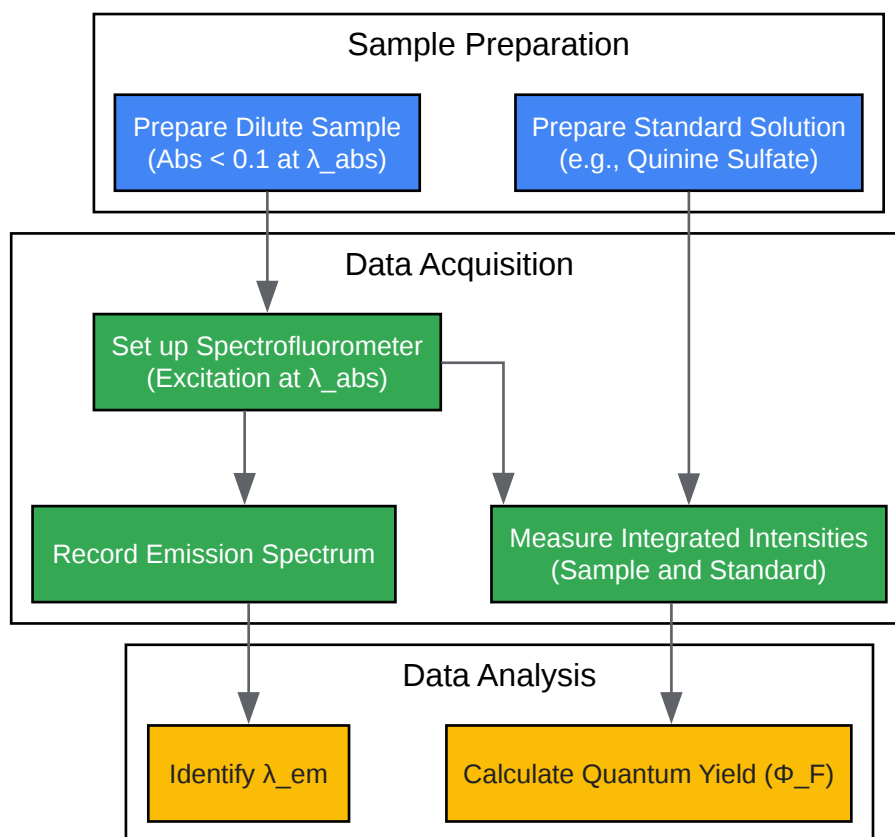 Sample Preparation
Prepare Dilute Sample
(Abs < 0.1 at λ_abs)
Prepare Standard Solution
(e.g., Quinine Sulfate)
Data Acquisition
Set up Spectrofluorometer
(Excitation at λ_abs)
Record Emission Spectrum
Measure Integrated Intensities
(Sample and Standard)
Data Analysis
Identify λ_em
Calculate Quantum Yield (Φ_F)